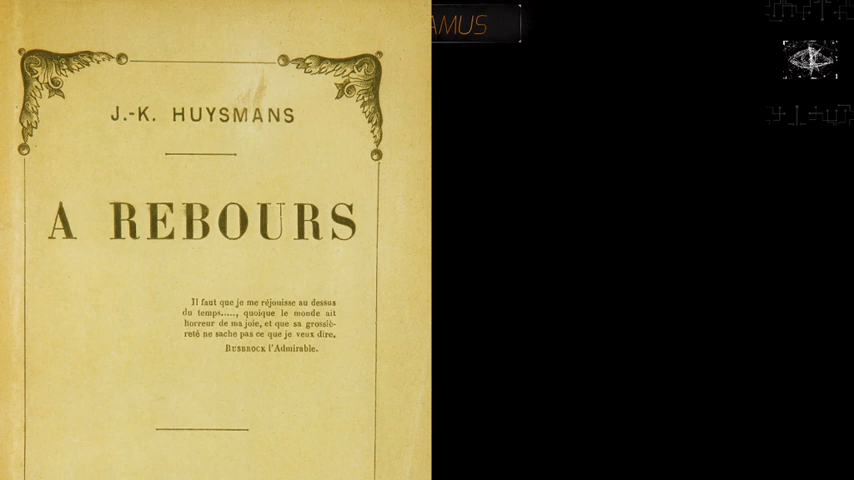 J.-K. HUYSMANS
A REBOURS
Il faut que je me réjouisse au dessus
du temps....., quoique le monde ait
horreur de ma joie, et que sa grossiè-
reté ne sache pas ce que je veux dire.
RUSBROCK l'Admirable.
AMUS